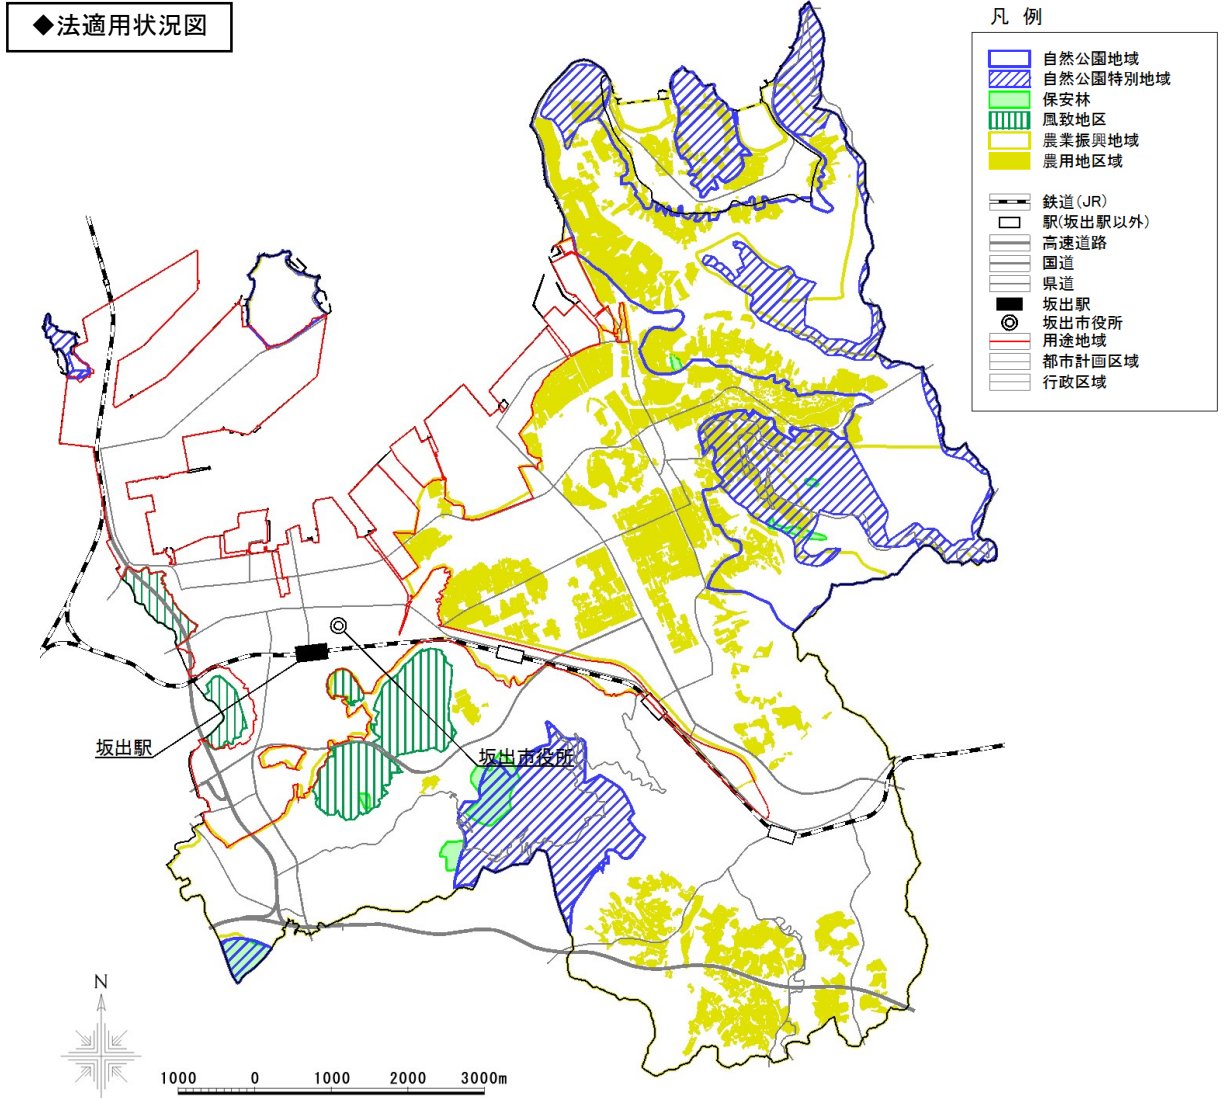 ◆法適用状況図
凡 例
自然公園地域
自然公園特別地域
保安林
風致地区
農業振興地域
農用地区域
鉄道(JR)
駅(坂出駅以外)
高速道路
国道
県道
坂出駅
坂出市役所
用途地域
都市計画区域
行政区域
坂出駅
坂出市役所
N
1000 0 1000 2000 3000m